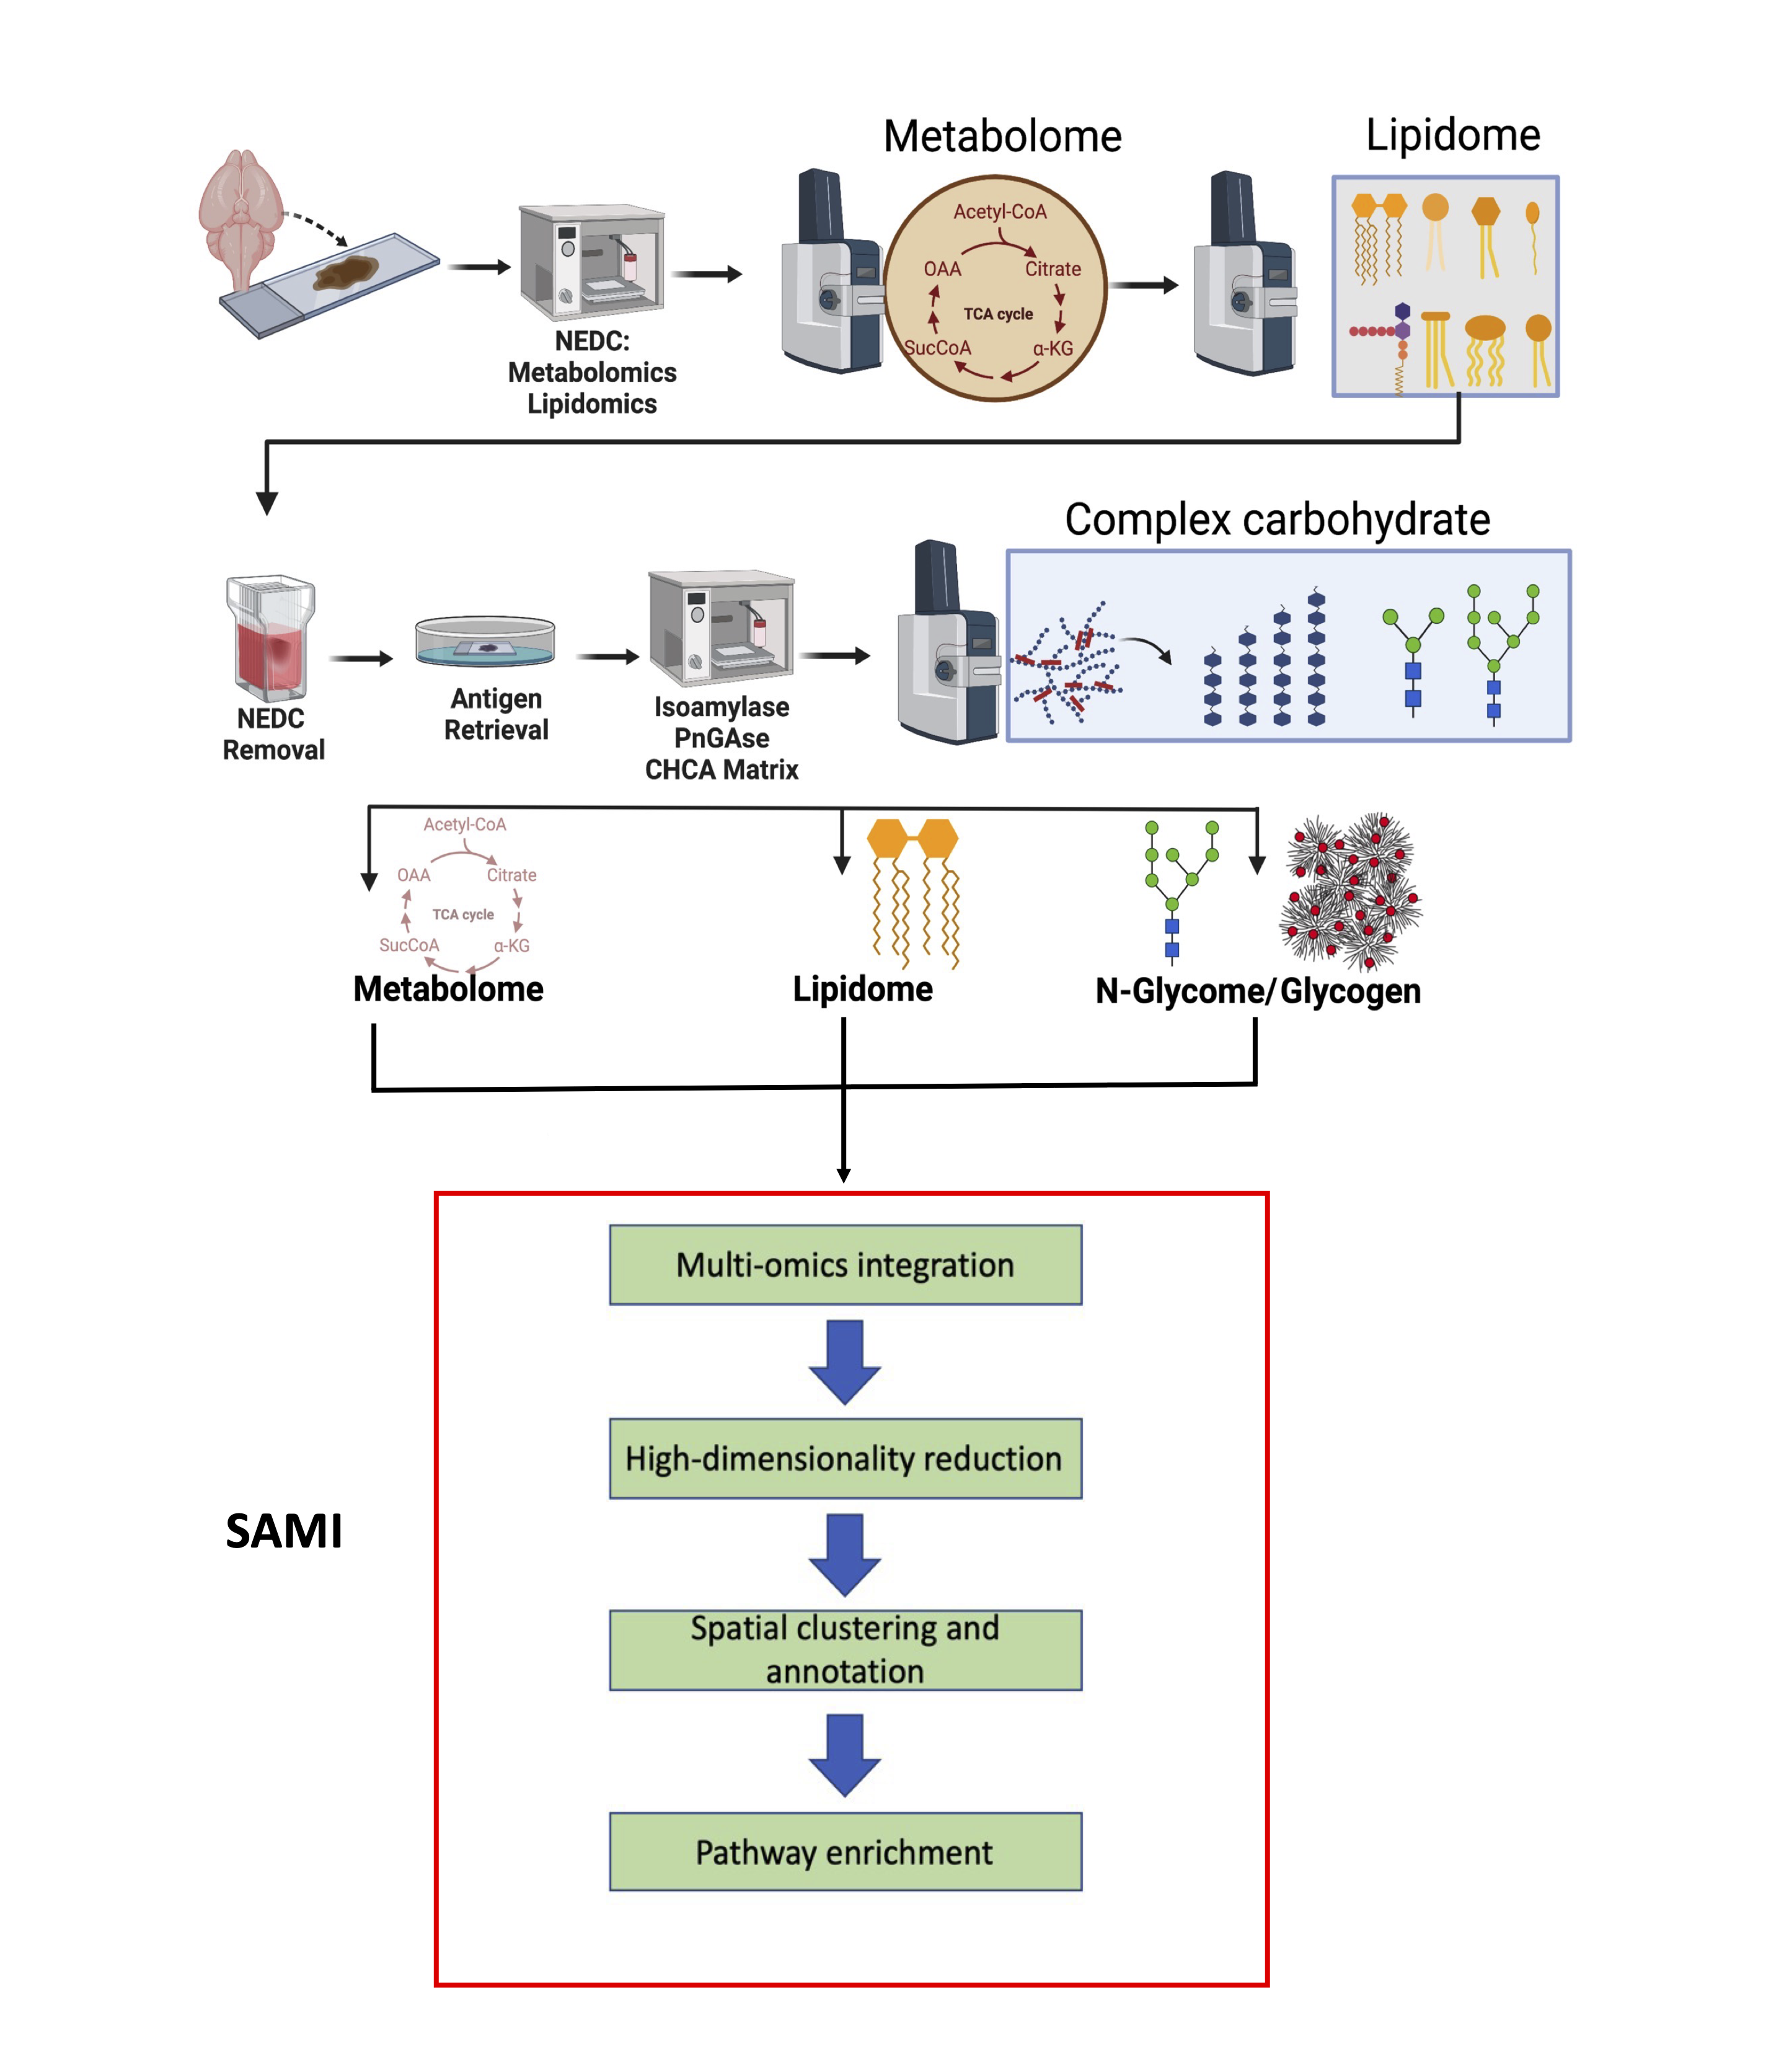 Metabolome
Lipidome
Acetyl-CoA
OAA
Citrate
TCA cycle
SucCoA
α-KG
NEDC:
Metabolomics
Lipidomics
Complex carbohydrate
NEDC
Removal
Antigen
Retrieval
Isoamylase
PnGAse
CHCA Matrix
Acetyl-CoA
OAA
Citrate
TCA cycle
SucCoA
α-KG
Metabolome
Lipidome
N-Glycome/Glycogen
Multi-omics integration
High-dimensionality reduction
SAMI
Spatial clustering and
annotation
Pathway enrichment